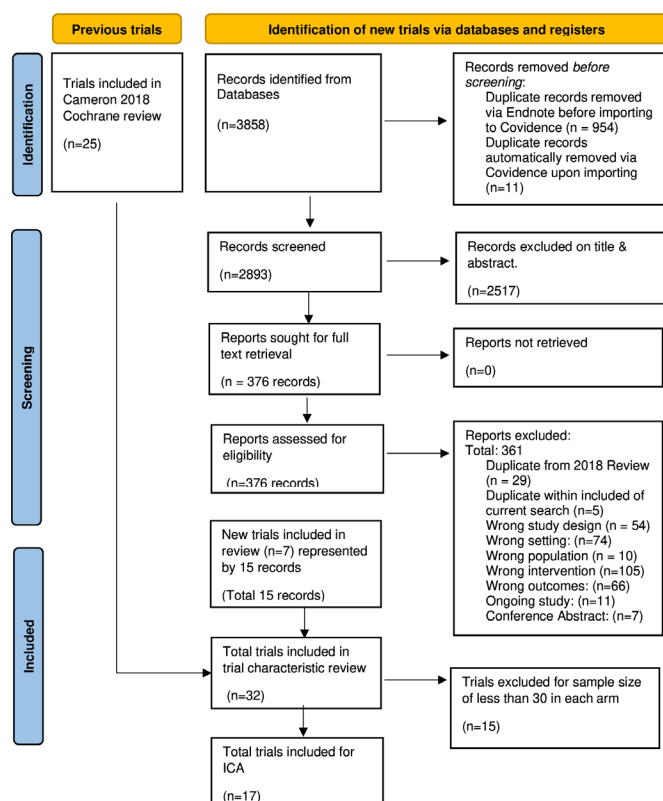 Previous trials
Identification of new trials via databases and registers
Identification
Trials included in
Cameron 2018
Cochrane review
(n=25)
Records identified from
Databases
(n=3858)
Records removed before
screening:
Duplicate records removed
via Endnote before importing
to Covidence (n = 954)
Duplicate records
automatically removed via
Covidence upon importing
(n=11)
Screening
Records screened
(n=2893)
Records excluded on title &
abstract.
(n=2517)
Reports sought for full
text retrieval
(n = 376 records)
Reports not retrieved
(n=0)
Reports assessed for
eligibility
(n=376 records)
Reports excluded:
Total: 361
Duplicate from 2018 Review
(n = 29)
Duplicate within included of
current search (n=5)
Wrong study design (n = 54)
Wrong setting: (n=74)
Wrong population (n = 10)
Wrong intervention (n=105)
Wrong outcomes: (n=66)
Ongoing study: (n=11)
Conference Abstract: (n=7)
Included
New trials included in
review (n=7) represented
by 15 records
(Total 15 records)
Total trials included in
trial characteristic review
(n=32)
Trials excluded for sample size
of less than 30 in each arm
(n=15)
Total trials included for
ICA
(n=17)